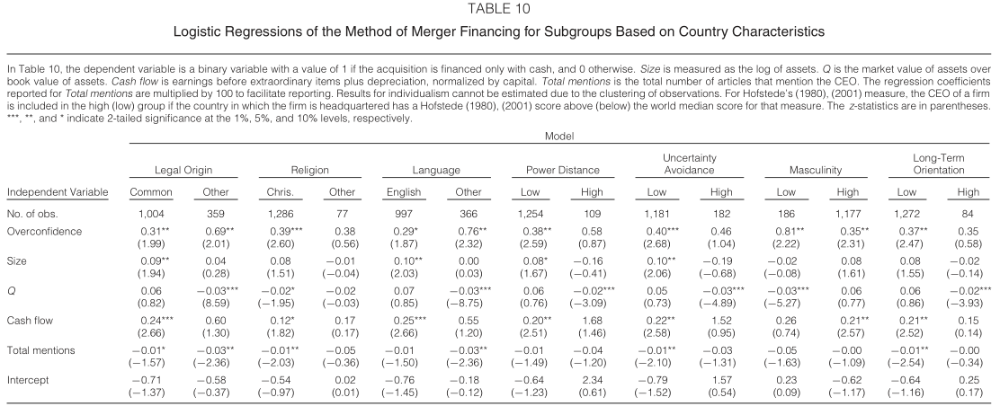 TABLE 10
Logistic Regressions of the Method of Merger Financing for Subgroups Based on Country Characteristics
In Table 10, the dependent variable is a binary variable with a value of 1 if the acquisition is financed only with cash, and 0 otherwise. Size is measured as the log of assets. Q is the market value of assets over
book value of assets. Cash flow is earnings before extraordinary items plus depreciation, normalized by capital. Total mentions is the total number of articles that mention the CEO. The regression coefficients
reported for Total mentions are multiplied by 100 to facilitate reporting. Results for individualism cannot be estimated due to the clustering of observations. For Hofstede's (1980), (2001) measure, the CEO of a firm
is included in the high (low) group if the country in which the firm is headquartered has a Hofstede (1980), (2001) score above (below) the world median score for that measure. The z-statistics are in parentheses.
***, **, and * indicate 2-tailed significance at the 1%, 5%, and 10% levels, respectively.
Model
Uncertainty Long-Term
Legal Origin Religion Language Power Distance Avoidance Masculinity Orientation
Independent Variable Common Other Chris. Other English Other Low High Low High Low High Low High
No. of obs. 1,004 359 1,286 77 997 366 1,254 109 1,181 182 186 1,177 1,272 84
Overconfidence 0.31** 0.69** 0.39*** 0.38 0.29* 0.76** 0.38** 0.58 0.40*** 0.46 0.81** 0.35** 0.37** 0.35
(1.99) (2.01) (2.60) (0.56) (1.87) (2.32) (2.59) (0.87) (2.68) (1.04) (2.22) (2.31) (2.47) (0.58)
Size 0.09** 0.04 0.08 −0.01 0.10** 0.00 0.08* −0.16 0.10** −0.19 −0.02 0.08 0.08 −0.02
(1.94) (0.28) (1.51) (−0.04) (2.03) (0.03) (1.67) (−0.41) (2.06) (−0.68) (−0.08) (1.61) (1.55) (−0.14)
Q 0.06 −0.03*** −0.02* −0.02 0.07 −0.03*** 0.06 −0.02*** 0.05 −0.03*** −0.03*** 0.06 0.06 −0.02***
(0.82) (8.59) (−1.95) (−0.03) (0.85) (−8.75) (0.76) (−3.09) (0.73) (−4.89) (−5.27) (0.77) (0.86) (−3.93)
Cash flow 0.24*** 0.60 0.12* 0.17 0.25*** 0.55 0.20** 1.68 0.22** 1.52 0.26 0.21** 0.21** 0.15
(2.66) (1.30) (1.82) (0.17) (2.66) (1.20) (2.51) (1.46) (2.58) (0.95) (0.74) (2.57) (2.52) (0.14)
Total mentions −0.01* −0.03** −0.01** −0.05 −0.01 −0.03** −0.01 −0.04 −0.01** −0.03 −0.05 −0.00 −0.01** −0.00
(−1.57) (−2.36) (−2.03) (−0.36) (−1.50) (−2.36) (−1.49) (−1.20) (−2.10) (−1.31) (−1.63) (−1.09) (−2.54) (−0.34)
Intercept −0.71 −0.58 −0.54 0.02 −0.76 −0.18 −0.64 2.34 −0.79 1.57 0.23 −0.62 −0.64 0.25
(−1.37) (−0.37) (−0.97) (0.01) (−1.45) (−0.12) (−1.23) (0.61) (−1.52) (0.54) (0.09) (−1.17) (−1.16) (0.17)